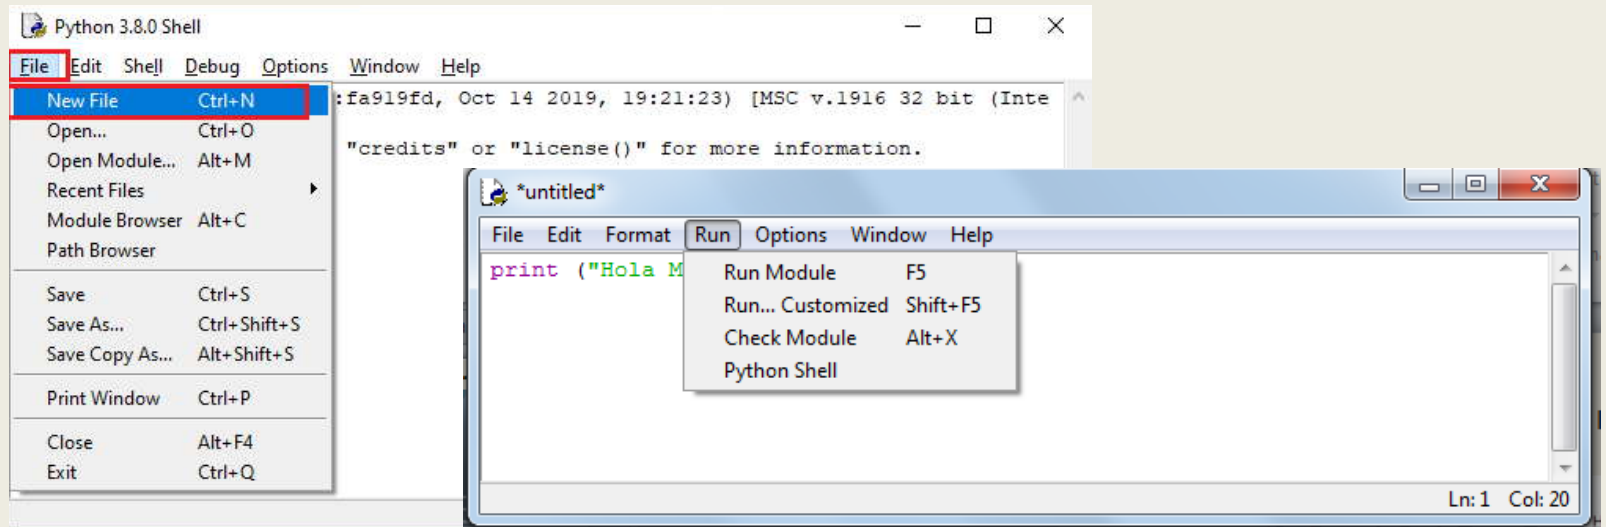 Python 3.8.0 Shell
File Edit Shell Debug Options Window Help
New File Ctrl+N
:fa919fd, Oct 14 2019, 19:21:23) [MSC v.1916 32 bit (Inte
Open... Ctrl+O
Open Module... Alt+M
"credits" or "license()" for more information.
Recent Files
Module Browser Alt+C
Path Browser
Save Ctrl+S
Save As... Ctrl+Shift+S
Save Copy As... Alt+Shift+S
Print Window Ctrl+P
Close Alt+F4
Exit Ctrl+Q
*untitled*
File Edit Format Run Options Window Help
print ("Hola M
Run Module F5
Run... Customized Shift+F5
Check Module Alt+X
Python Shell
Ln: 1 Col: 20